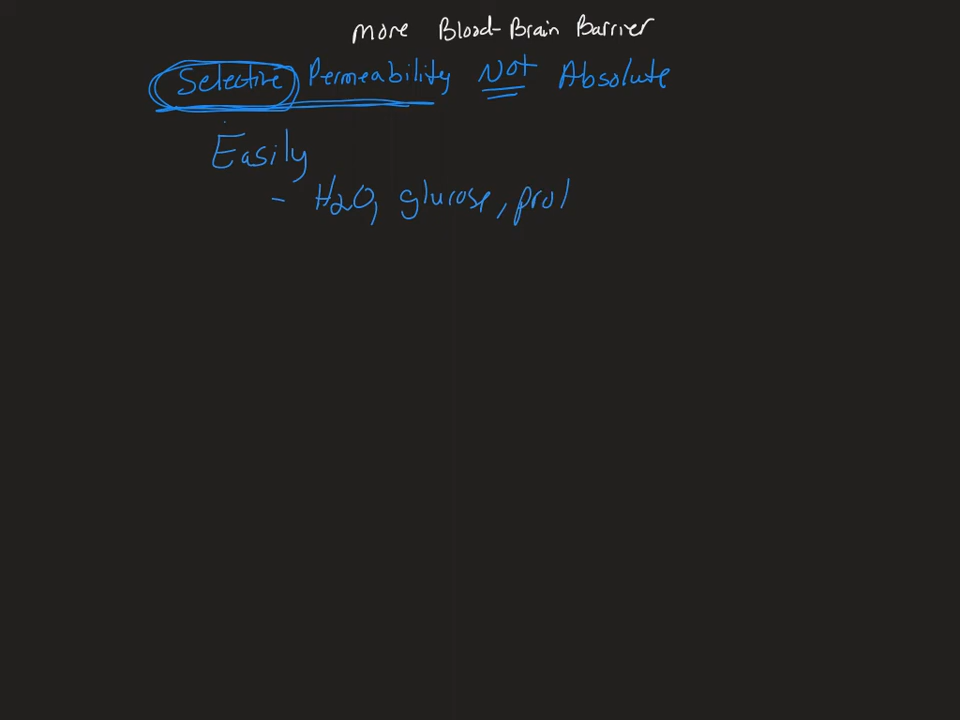 More Blood-Brain Barrier
Selective Permeability Not Absolute
Easily
- H2O, glucose, prol